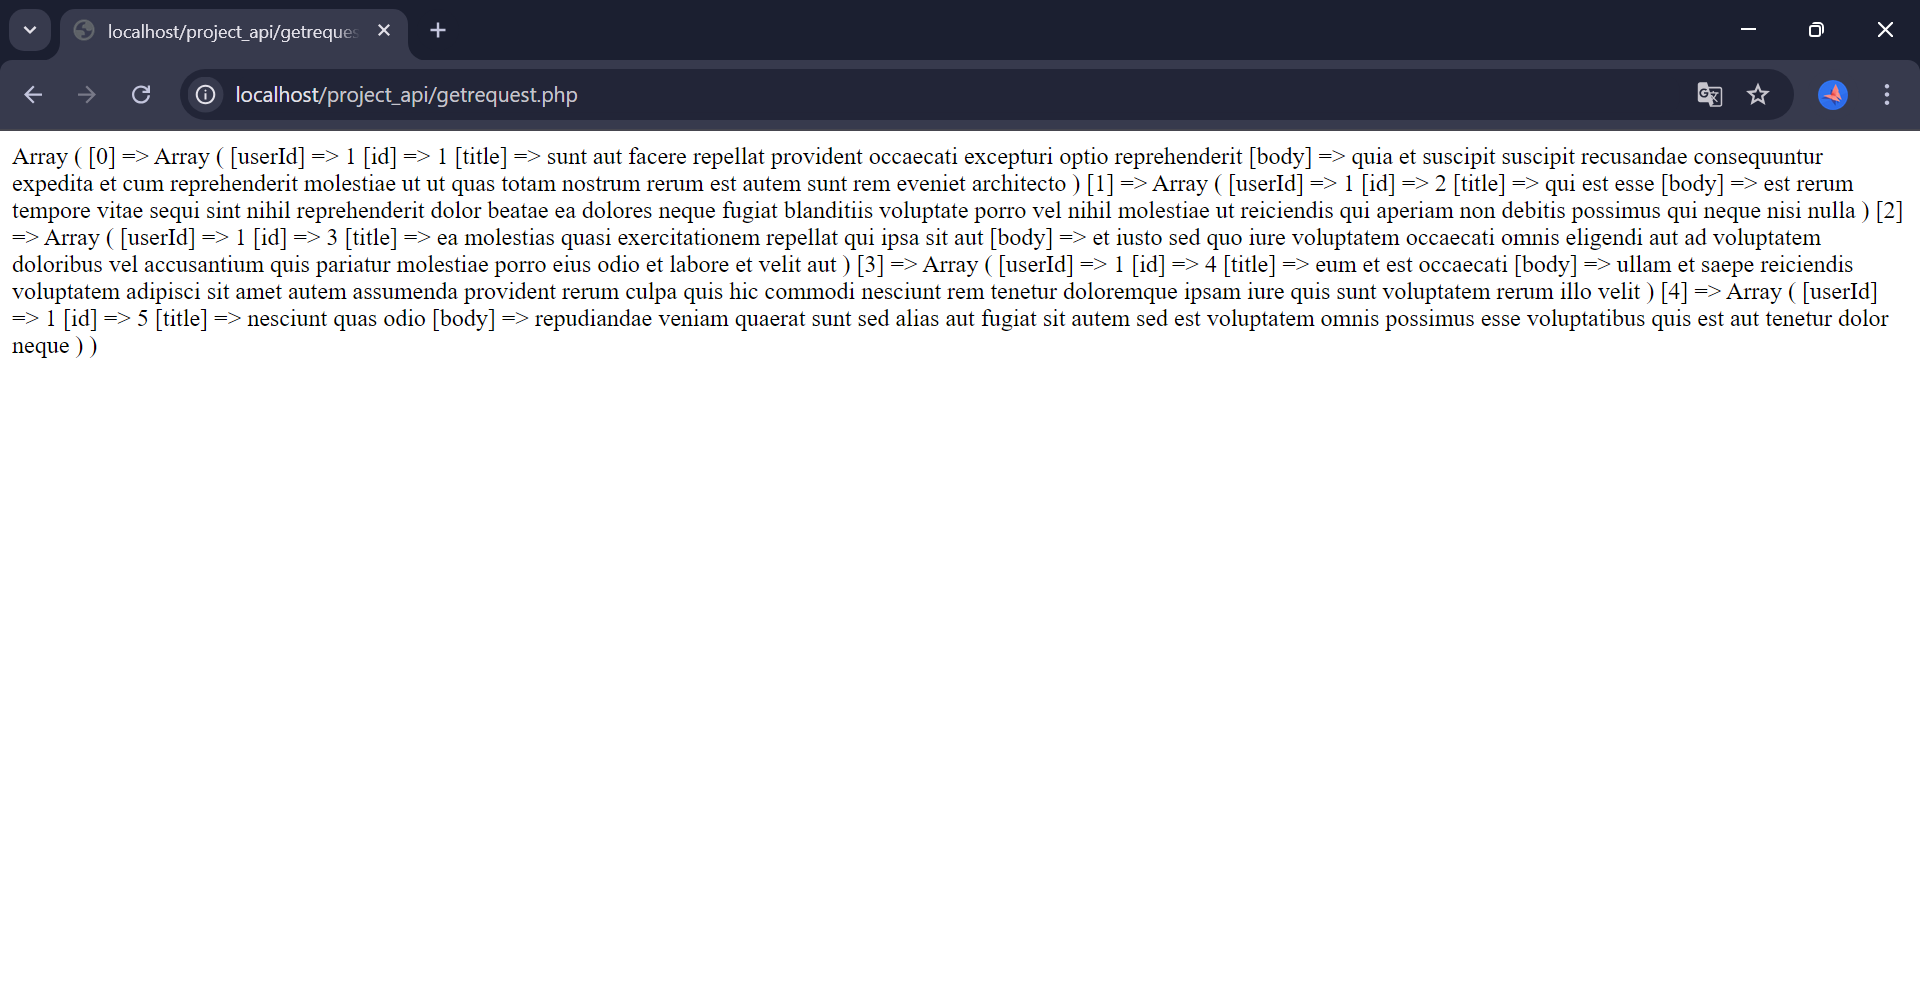 localhost/project_api/getreques
localhost/project_api/getrequest.php
Array ( [0] => Array ( [userId] => 1 [id] => 1 [title] => sunt aut facere repellat provident occaecati excepturi optio reprehenderit [body] => quia et suscipit suscipit recusandae consequuntur
expedita et cum reprehenderit molestiae ut ut quas totam nostrum rerum est autem sunt rem eveniet architecto ) [1] => Array ( [userId] => 1 [id] => 2 [title] => qui est esse [body] => est rerum
tempore vitae sequi sint nihil reprehenderit dolor beatae ea dolores neque fugiat blanditiis voluptate porro vel nihil molestiae ut reiciendis qui aperiam non debitis possimus qui neque nisi nulla ) [2]
=> Array ( [userId] => 1 [id] => 3 [title] => ea molestias quasi exercitationem repellat qui ipsa sit aut [body] => et iusto sed quo iure voluptatem occaecati omnis eligendi aut ad voluptatem
doloribus vel accusantium quis pariatur molestiae porro eius odio et labore et velit aut ) [3] => Array ( [userId] => 1 [id] => 4 [title] => eum et est occaecati [body] => ullam et saepe reiciendis
voluptatem adipisci sit amet autem assumenda provident rerum culpa quis hic commodi nesciunt rem tenetur doloremque ipsam iure quis sunt voluptatem rerum illo velit ) [4] => Array ( [userId]
=> 1 [id] => 5 [title] => nesciunt quas odio [body] => repudiandae veniam quaerat sunt sed alias aut fugiat sit autem sed est voluptatem omnis possimus esse voluptatibus quis est aut tenetur dolor
neque ) )